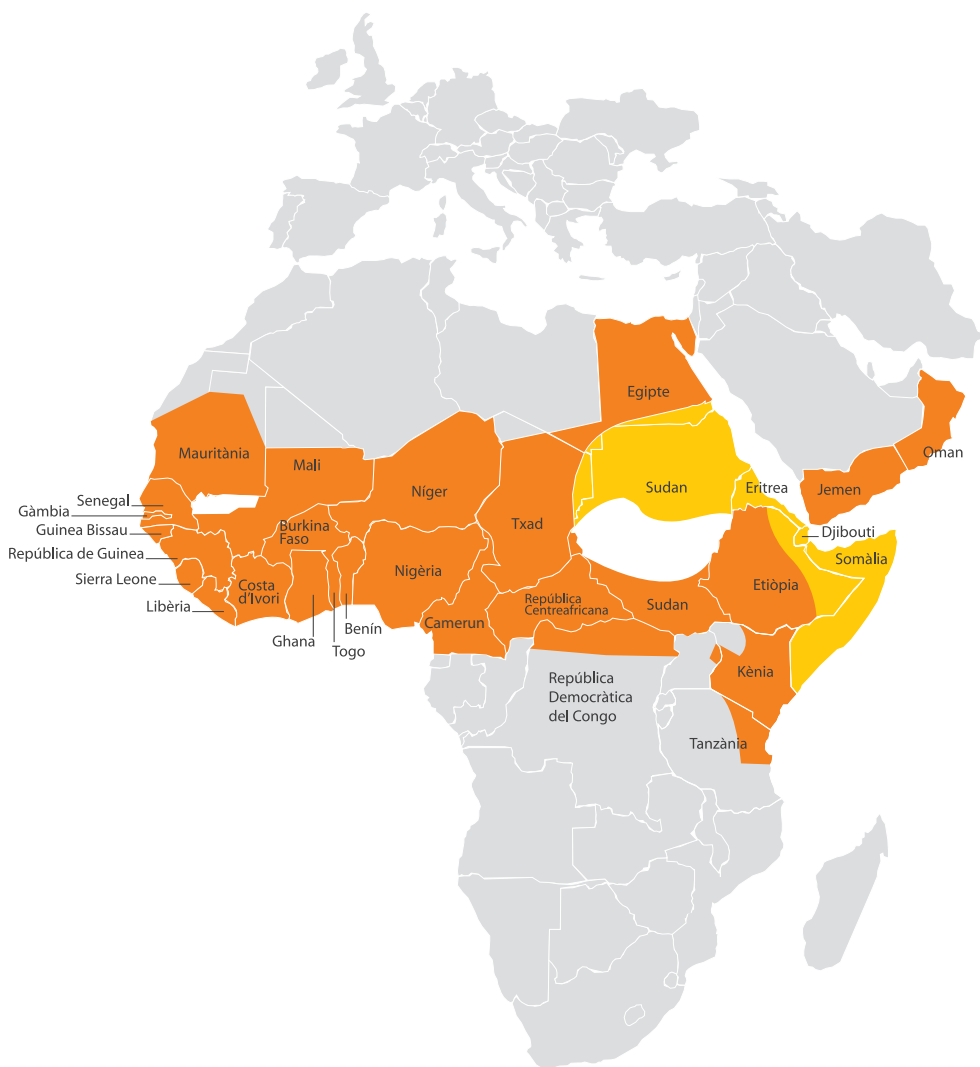 Egipte
Oman
Mauritània
Mali
Níger
Sudan
Eritrea
Jemen
Senegal
Gàmbia
Guinea Bissau
República de Guinea
Sierra Leone
Libèria
Burkina
Faso
Txad
Djibouti
Somàlia
Nigèria
Etiòpia
Costa
d'Ivori
República
Centreafricana
Sudan
Camerun
Benín
Ghana
Togo
Kènia
República
Democràtica
del Congo
Tanzània